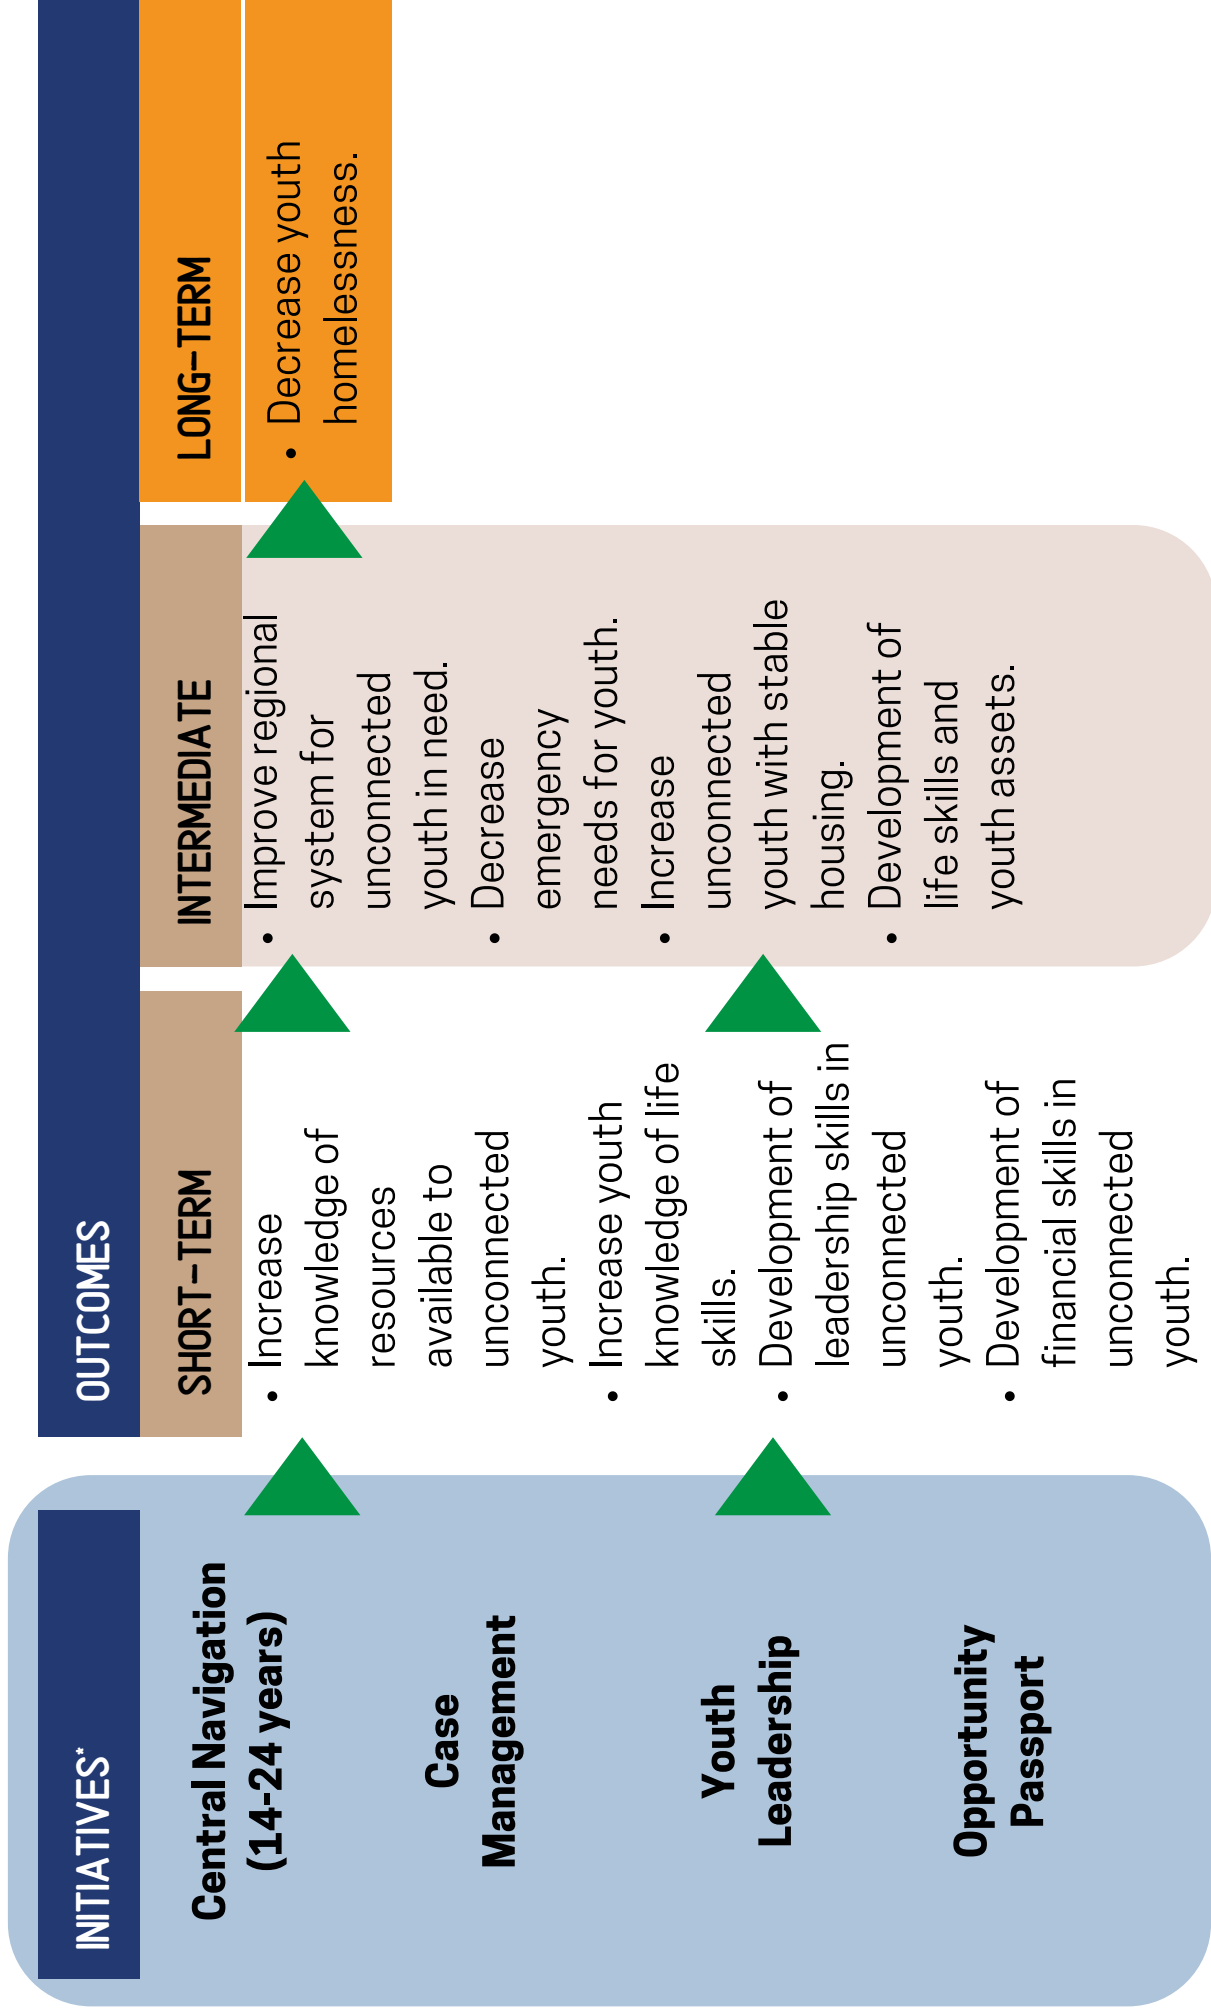 INITIATIVES*
Central Navigation
(14-24 years)
Case
Management
Youth
Leadership
Opportunity
Passport
OUTCOMES
SHORT-TERM
• Increase
knowledge of
resources
available to
unconnected
youth.
• Increase youth
knowledge of life
skills.
• Development of
leadership skills in
unconnected
youth.
• Development of
financial skills in
unconnected
youth.
INTERMEDIATE
• Improve regional
system for
unconnected
youth in need.
• Decrease
emergency
needs for youth.
• Increase
unconnected
youth with stable
housing.
• Development of
life skills and
youth assets.
LONG-TERM
• Decrease youth
homelessness.